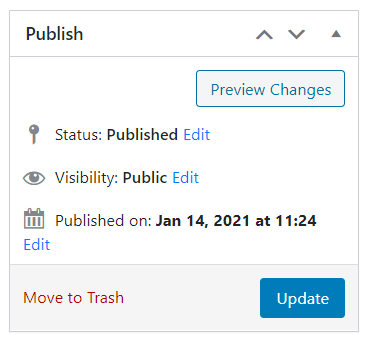 Publish
Preview Changes
Status: Published Edit
Visibility: Public Edit
Published on: Jan 14, 2021 at 11:24
Edit
Move to Trash
Update